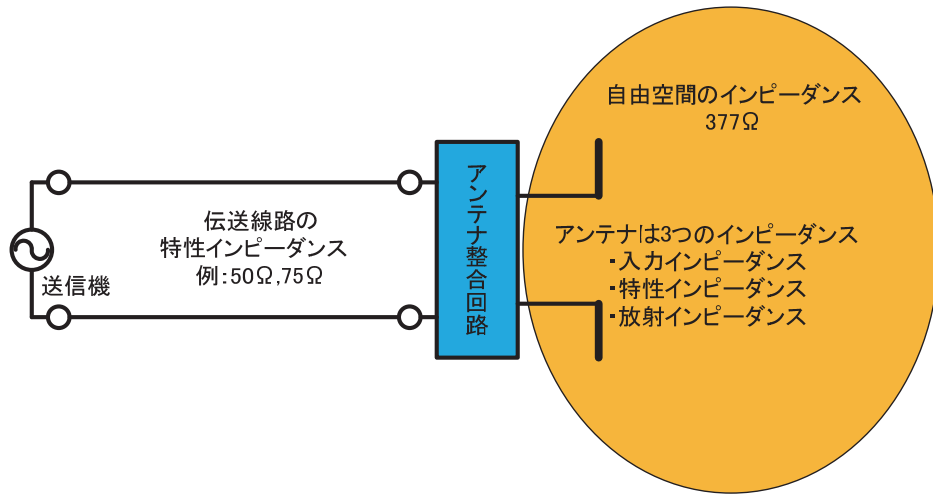 自由空間のインピーダンス
377Ω
伝送線路の
特性インピーダンス
例:50Ω,75Ω
送信機
アンテナ整合回路
アンテナは3つのインピーダンス
・入力インピーダンス
・特性インピーダンス
・放射インピーダンス